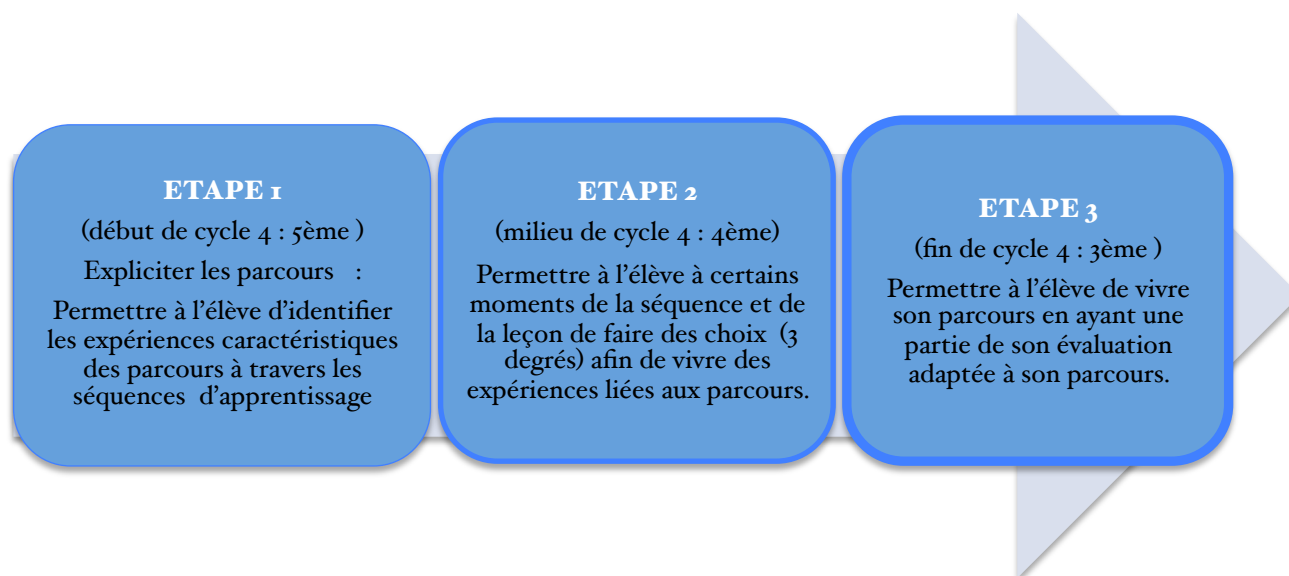 ETAPE 1
(début de cycle 4 : 5ème )
Expliciter les parcours :
Permettre à l'élève d'identifier
les expériences caractéristiques
des parcours à travers les
séquences d'apprentissage
ETAPE 2
(milieu de cycle 4 : 4ème)
Permettre à l'élève à certains
moments de la séquence et de
la leçon de faire des choix (3
degrés) afin de vivre des
expériences liées aux parcours.
ETAPE 3
(fin de cycle 4 : 3ème )
Permettre à l'élève de vivre
son parcours en ayant une
partie de son évaluation
adaptée à son parcours.